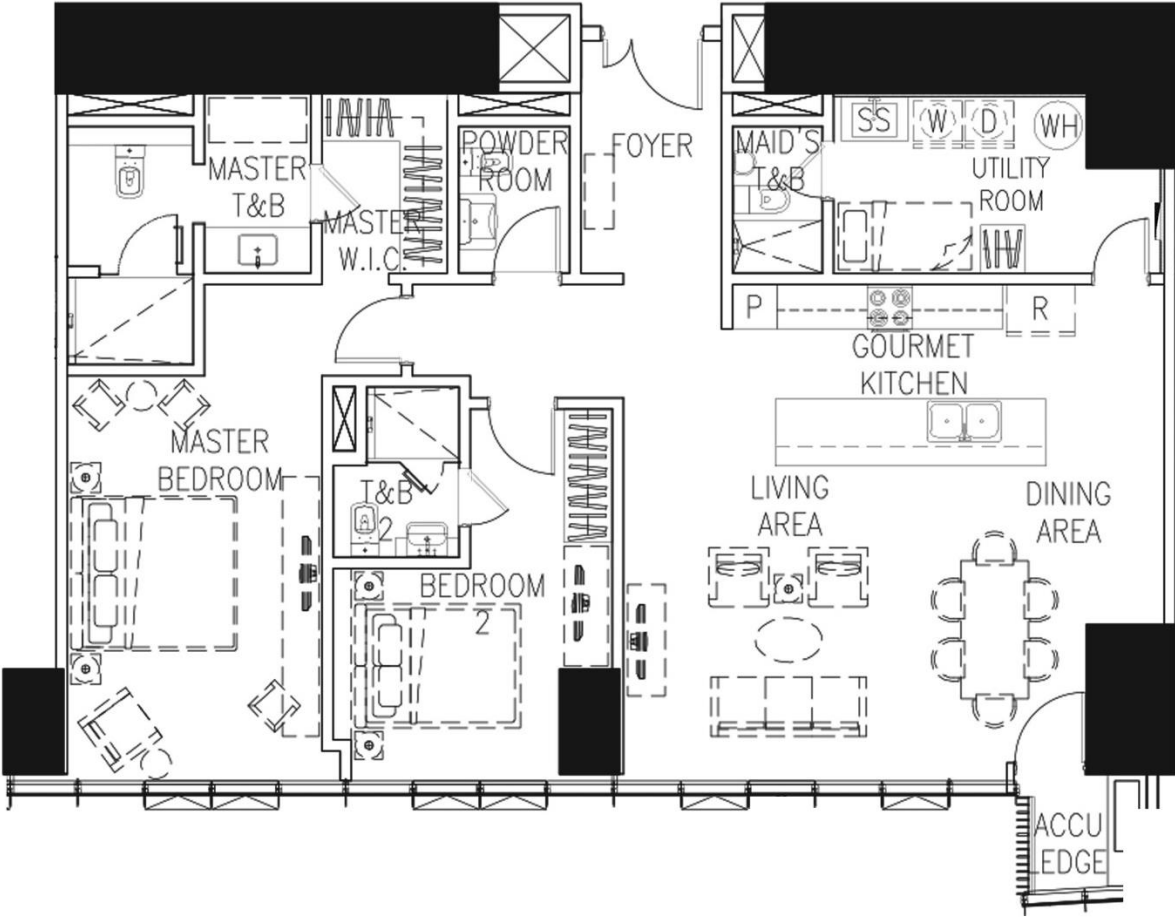 SS
W
D
WH
MASTER
T&B
MASTER
W.I.C.
POWDER
ROOM
FOYER
MAID'S
T&B
UTILITY
ROOM
P
R
GOURMET
KITCHEN
MASTER
BEDROOM
T&B
2
LIVING
AREA
DINING
AREA
BEDROOM
2
ACCU
LEDGE